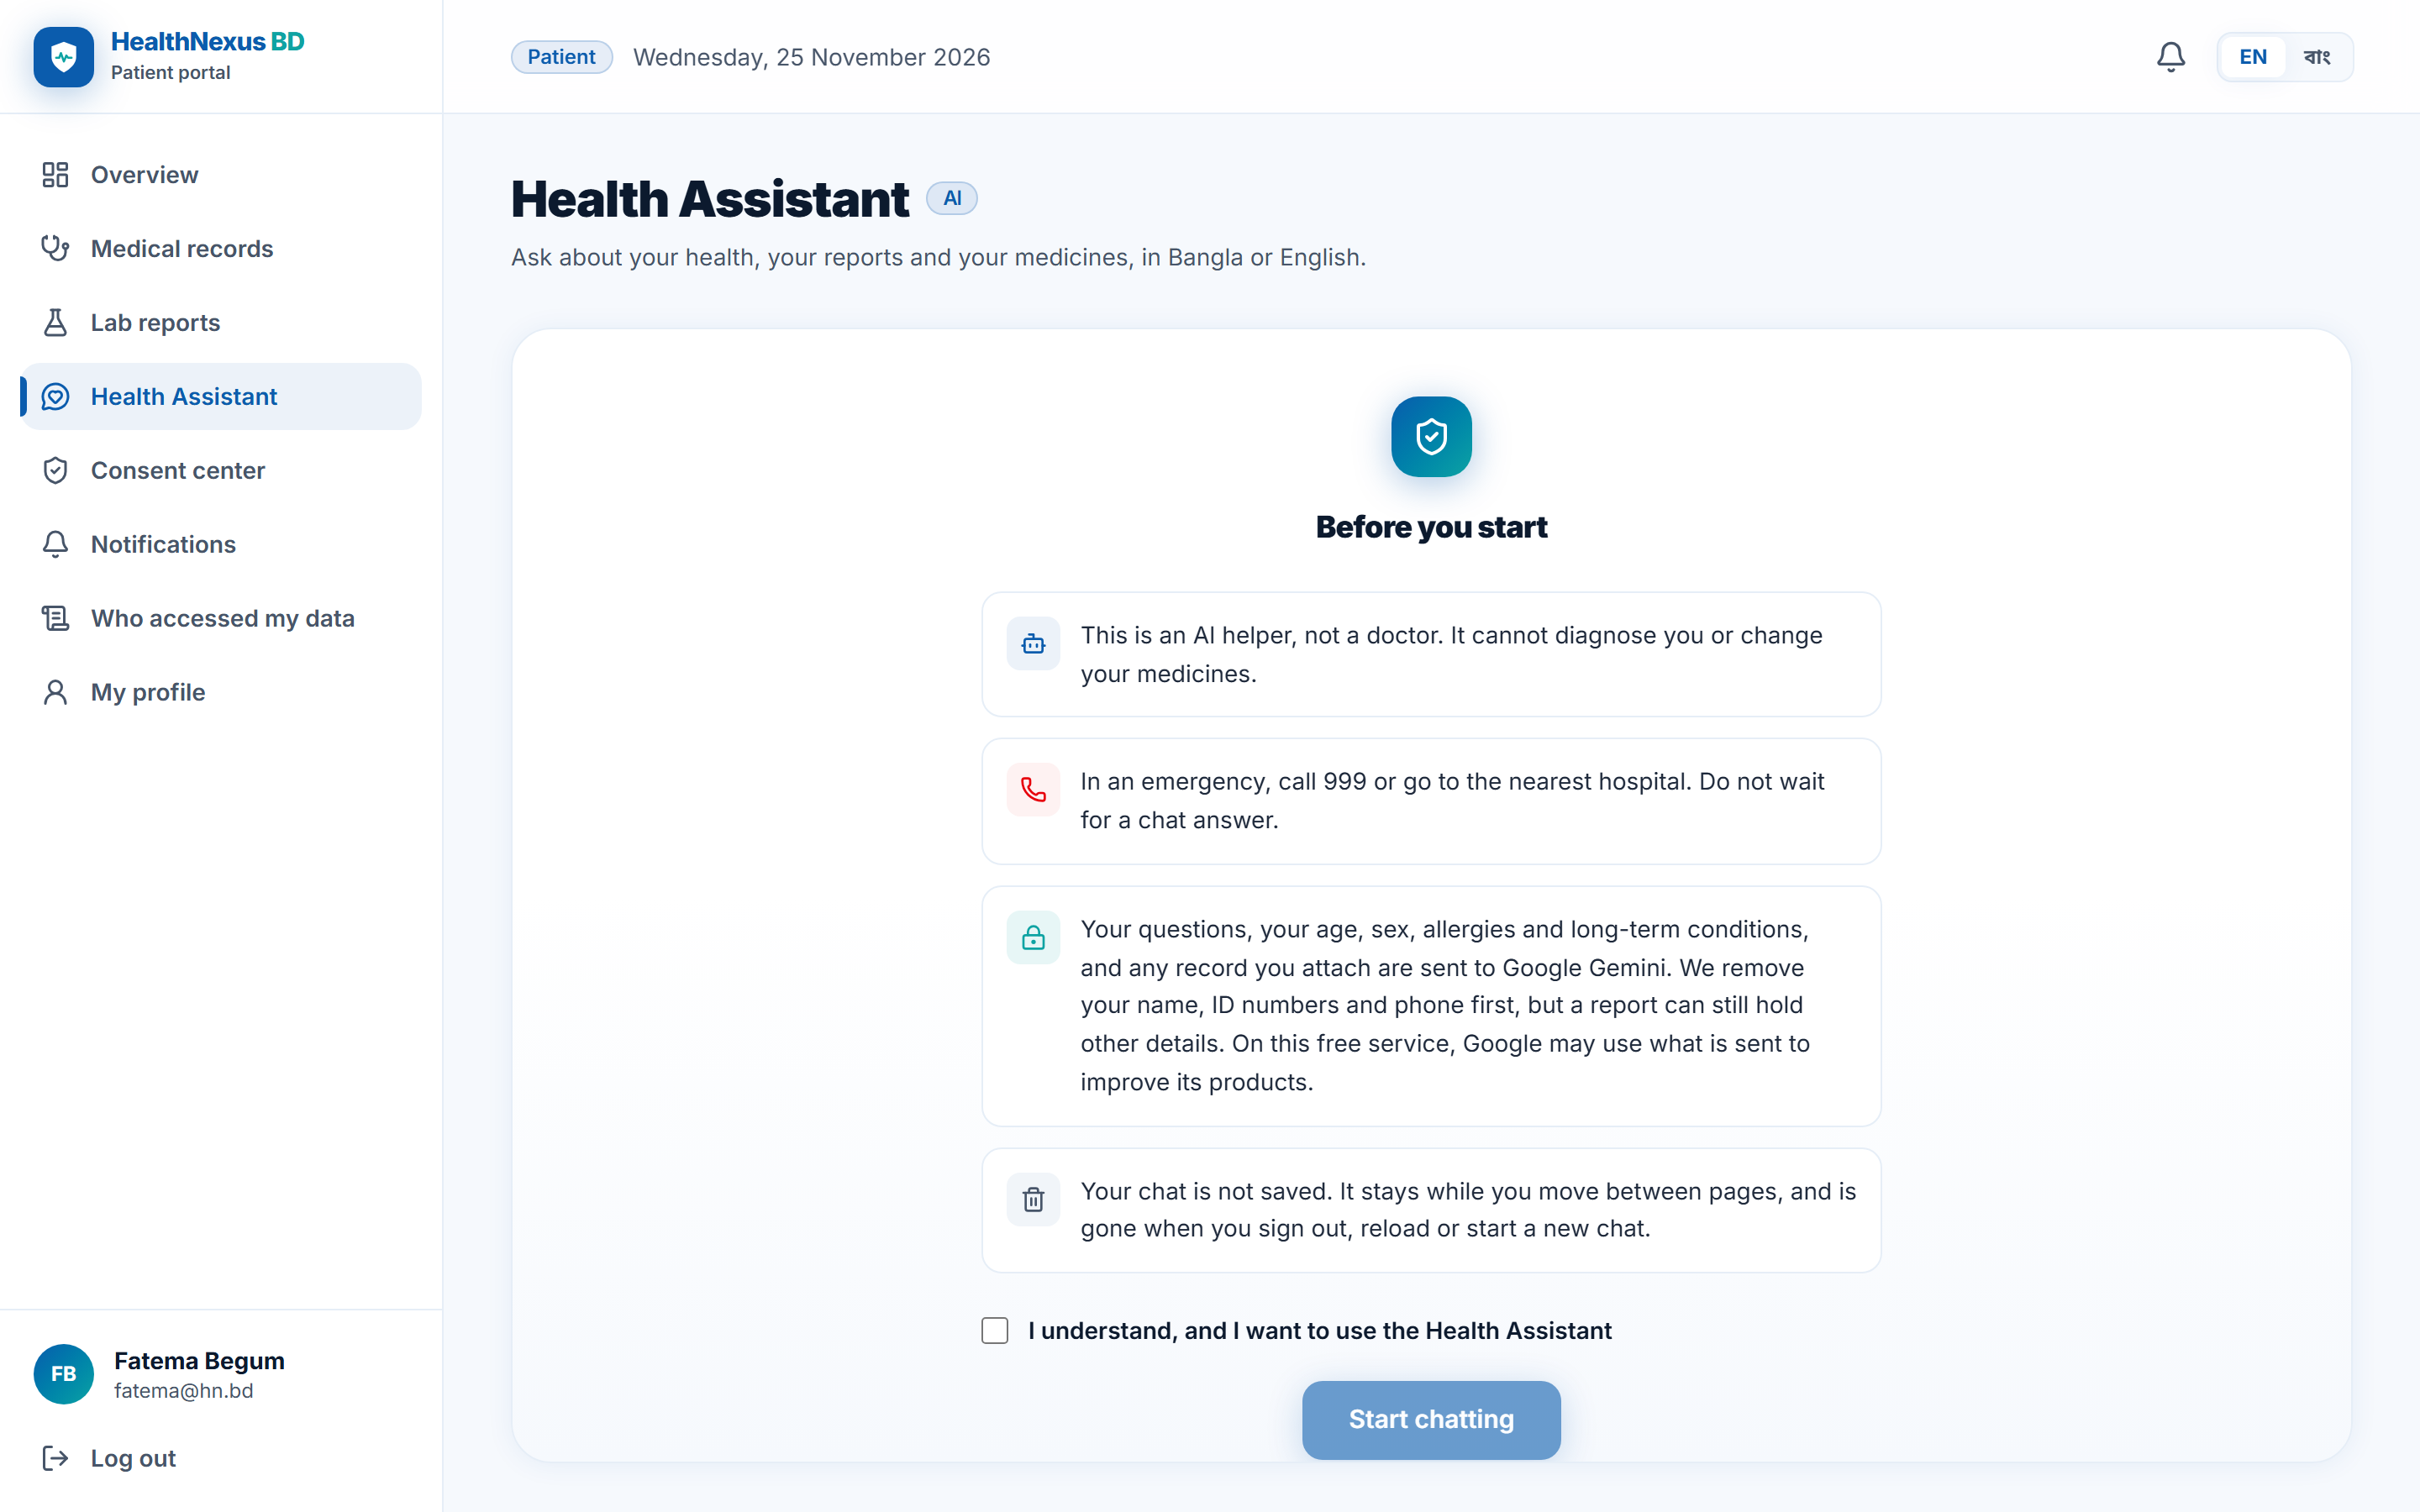 HealthNexus BD
Patient portal
Overview
Medical records
Lab reports
Health Assistant
Consent center
Notifications
Who accessed my data
My profile
FB
Fatema Begum
fatema@hn.bd
Log out
Patient Wednesday, 25 November 2026
EN বাং
Health Assistant AI
Ask about your health, your reports and your medicines, in Bangla or English.
Before you start
This is an AI helper, not a doctor. It cannot diagnose you or change
your medicines.
In an emergency, call 999 or go to the nearest hospital. Do not wait
for a chat answer.
Your questions, your age, sex, allergies and long-term conditions,
and any record you attach are sent to Google Gemini. We remove
your name, ID numbers and phone first, but a report can still hold
other details. On this free service, Google may use what is sent to
improve its products.
Your chat is not saved. It stays while you move between pages, and is
gone when you sign out, reload or start a new chat.
I understand, and I want to use the Health Assistant
Start chatting